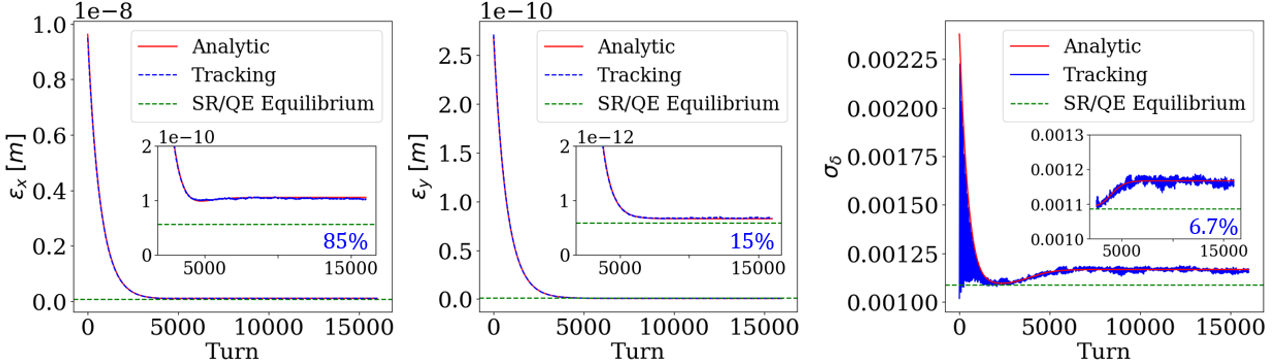 1e−8
1.0
0.8
0.6
0.4
0.2
0.0
εx [m]
Analytic
Tracking
SR/QE Equilibrium
1e−10
2
1
0
85%
5000
15000
0
5000
10000
15000
Turn
1e−10
2.5
2.0
1.5
1.0
0.5
0.0
εy [m]
Analytic
Tracking
SR/QE Equilibrium
1e−12
2
1
0
15%
5000
15000
0
5000
10000
15000
Turn
0.00225
0.00200
0.00175
0.00150
0.00125
0.00100
σδ
Analytic
Tracking
SR/QE Equilibrium
0.0013
0.0012
0.0011
0.0010
6.7%
5000
15000
0
5000
10000
15000
Turn